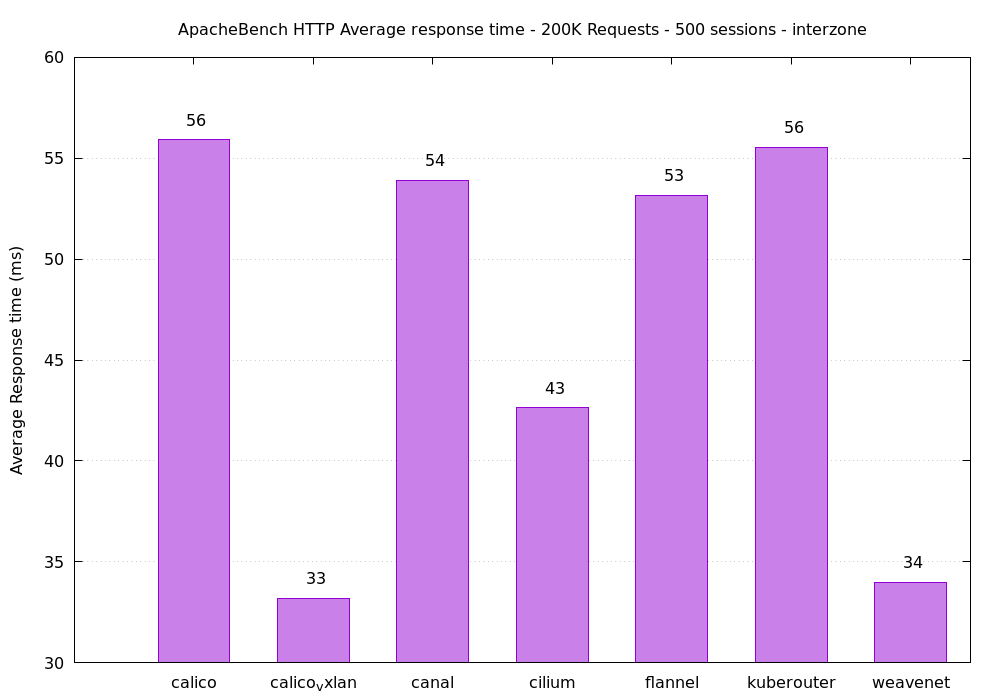 ApacheBench HTTP Average response time - 200K Requests - 500 sessions - interzone
Average Response time (ms)
60
55
50
45
40
35
30
56
33
54
43
53
56
34
calico
calicovxlan
canal
cilium
flannel
kuberouter
weavenet